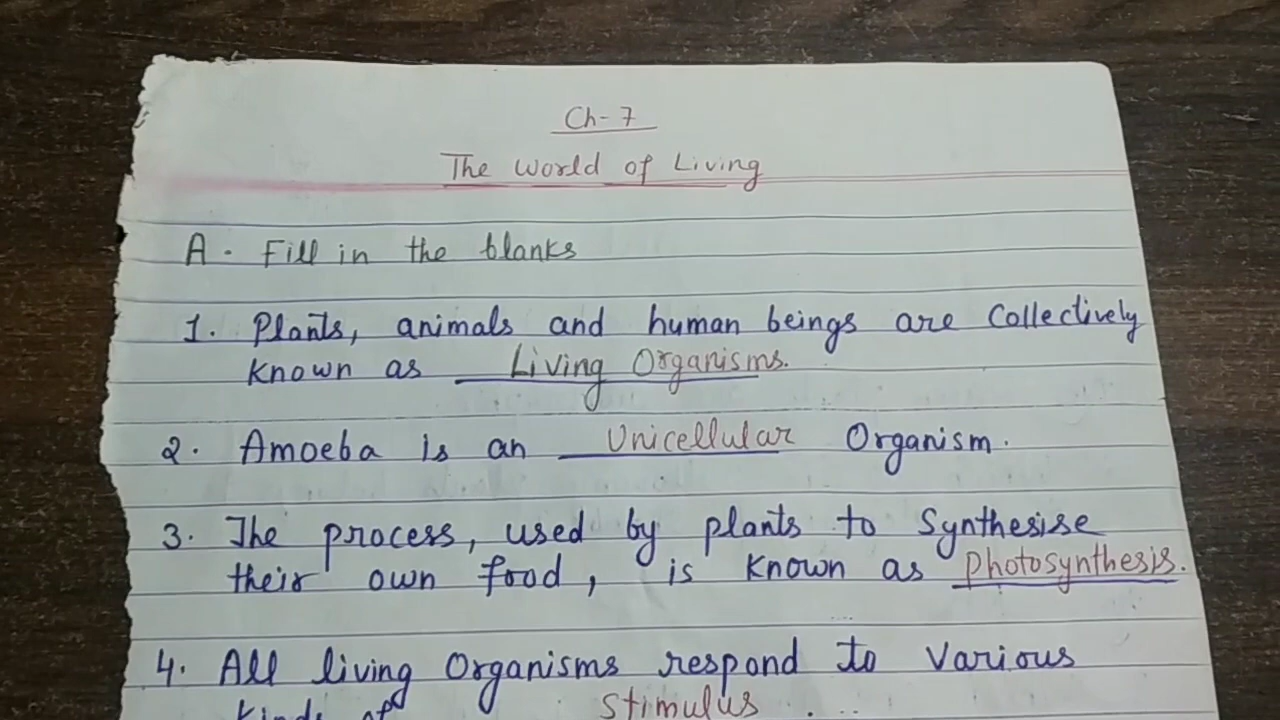 Ch-7
The World of Living
A. Fill in the blanks
1. Plants, animals and human beings are Collectively
known as Living Organisms.
2. Amoeba is an Unicellular Organism.
3. The process, used by plants to Synthesise
their own food, is known as Photosynthesis.
4. All living Organisms respond to Various
kinds of stimulus